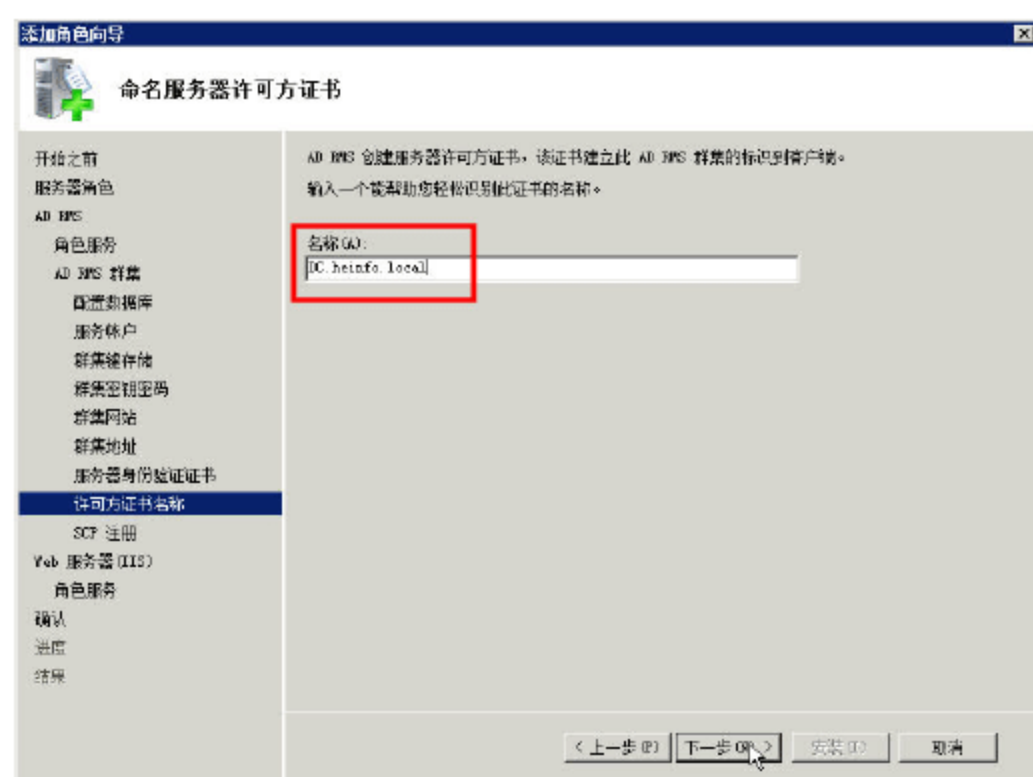 添加角色向导
命名服务器许可方证书
开始之前
服务器角色
AD RMS
角色服务
AD RMS 群集
配置数据库
服务帐户
群集键存储
群集密钥密码
群集网站
群集地址
服务器身份验证证书
许可方证书名称
SCP 注册
Web 服务器(IIS)
角色服务
确认
进度
结果
AD RMS 创建服务器许可方证书，该证书建立此 AD RMS 群集的标识到客户端。
输入一个能帮助您轻松识别此证书的名称。
名称(A):
DC.heinfo.local
< 上一步(P)
下一步(N) >
安装(I)
取消